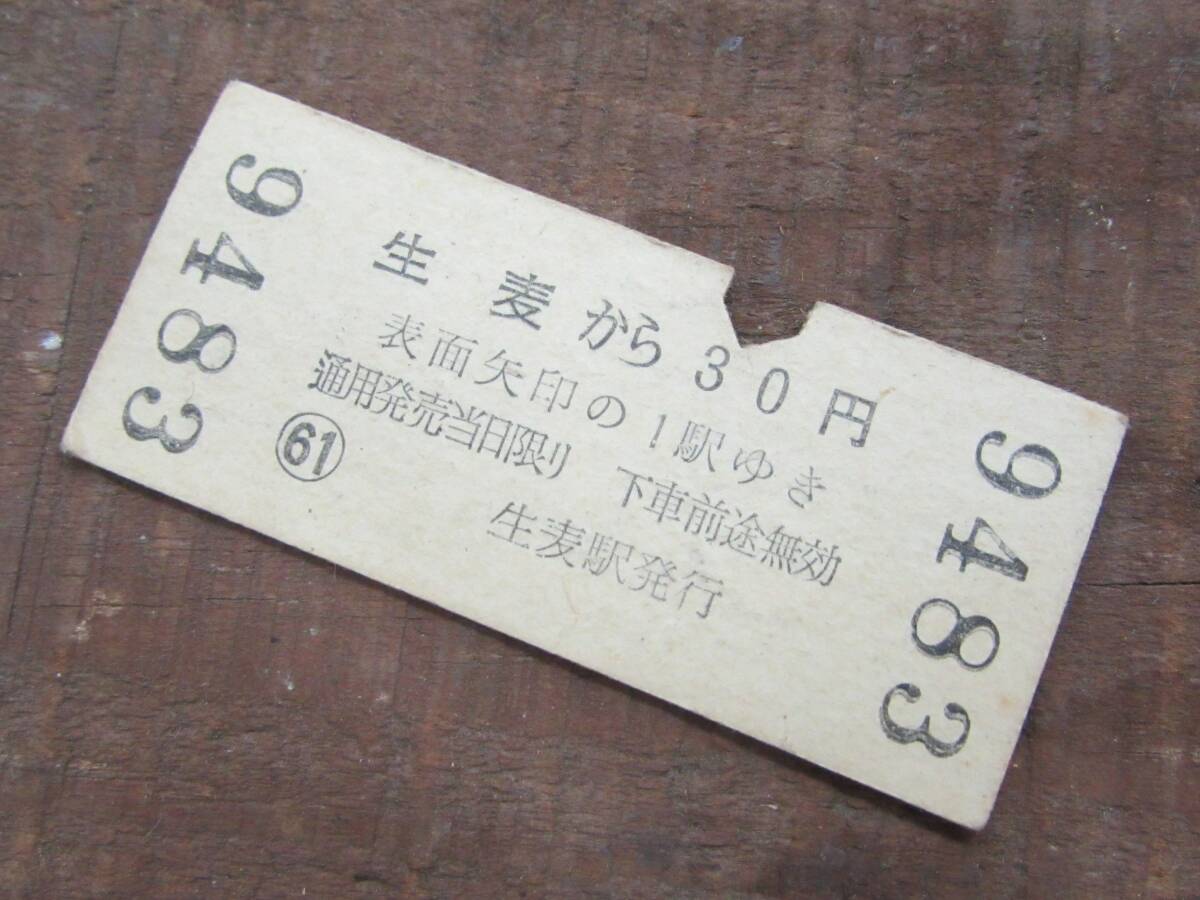 9483
生麦から30円
表面矢印の1駅ゆき
通用発売当日限り 下車前途無効
㉑ 生麦駅発行
9483